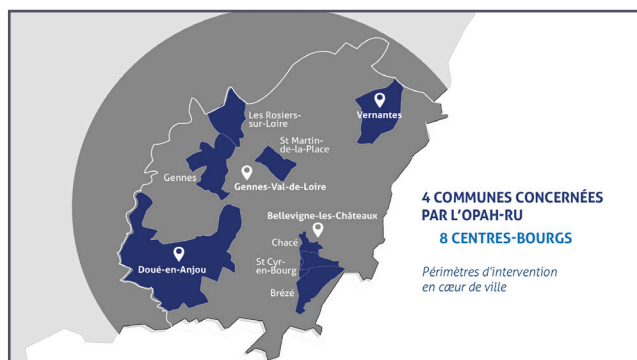 Les Rosiers-
sur-Loire
Vernantes
St Martin-
de-la-Place
Gennes
Gennes-Val-de-Loire
Bellevigne-les-Châteaux
Chacé
St Cyr-
en-Bourg
Brézé
Doué-en-Anjou
4 COMMUNES CONCERNÉES
PAR L'OPAH-RU
8 CENTRES-BOURGS
Périmètres d'intervention
en cœur de ville